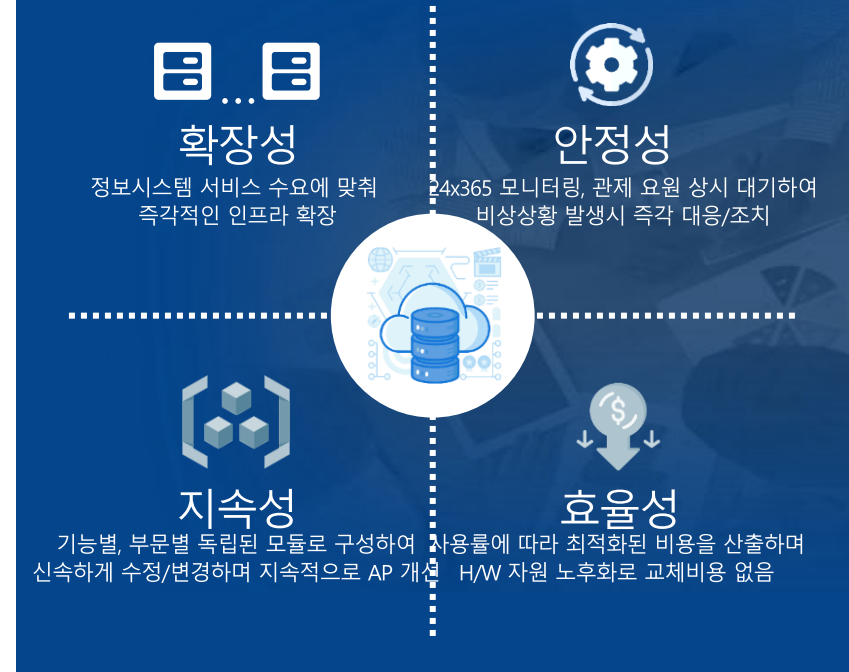 확장성
정보시스템 서비스 수요에 맞춰
즉각적인 인프라 확장
안정성
24x365 모니터링, 관제 요원 상시 대기하여
비상상황 발생시 즉각 대응/조치
지속성
기능별, 부문별 독립된 모듈로 구성하여
신속하게 수정/변경하며 지속적으로 AP 개선
효율성
사용률에 따라 최적화된 비용을 산출하며
H/W 자원 노후화로 교체비용 없음